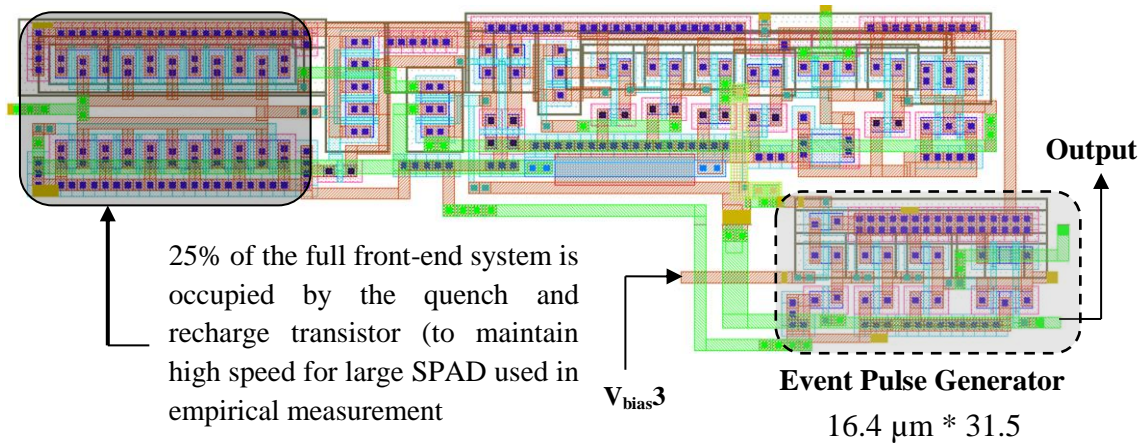 Output
25% of the full front-end system is
occupied by the quench and
recharge transistor (to maintain
high speed for large SPAD used in
empirical measurement
Vbias3
Event Pulse Generator
16.4 µm * 31.5